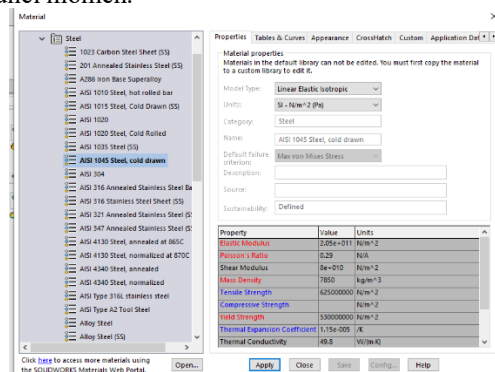 Material
Steel
1023 Carbon Steel Sheet (SS)
201 Annealed Stainless Steel (SS)
A286 Iron Base Superalloy
AISI 1010 Steel, hot rolled bar
AISI 1015 Steel, Cold Drawn (SS)
AISI 1020
AISI 1020 Steel, Cold Rolled
AISI 1035 Steel (SS)
AISI 1045 Steel, cold drawn
AISI 304
AISI 316 Annealed Stainless Steel Ba
AISI 316 Stainless Steel Sheet (SS)
AISI 321 Annealed Stainless Steel (S
AISI 347 Annealed Stainless Steel (S
AISI 4130 Steel, annealed at 865C
AISI 4130 Steel, normalized at 870C
AISI 4340 Steel, annealed
AISI 4340 Steel, normalized
AISI Type 316L stainless steel
AISI Type A2 Tool Steel
Alloy Steel
Alloy Steel (SS)
Click here to access more materials using
the SOLIDWORKS Materials Web Portal.
Open...
Properties Tables & Curves Appearance CrossHatch Custom Application Dat
Material properties
Materials in the default library can not be edited. You must first copy the material
to a custom library to edit it.
Model Type: Linear Elastic Isotropic
Units: SI - N/m^2 (Pa)
Category: Steel
Name: AISI 1045 Steel, cold drawn
Default failure
criterion: Max von Mises Stress
Description:
Source:
Sustainability: Defined
Property Value Units
Elastic Modulus 2.05e+011 N/m^2
Poisson's Ratio 0.29 N/A
Shear Modulus 8e+010 N/m^2
Mass Density 7850 kg/m^3
Tensile Strength 625000000 N/m^2
Compressive Strength N/m^2
Yield Strength 530000000 N/m^2
Thermal Expansion Coefficient 1.15e-005 /K
Thermal Conductivity 49.8 W/(m·K)
Apply Close Save Config... Help